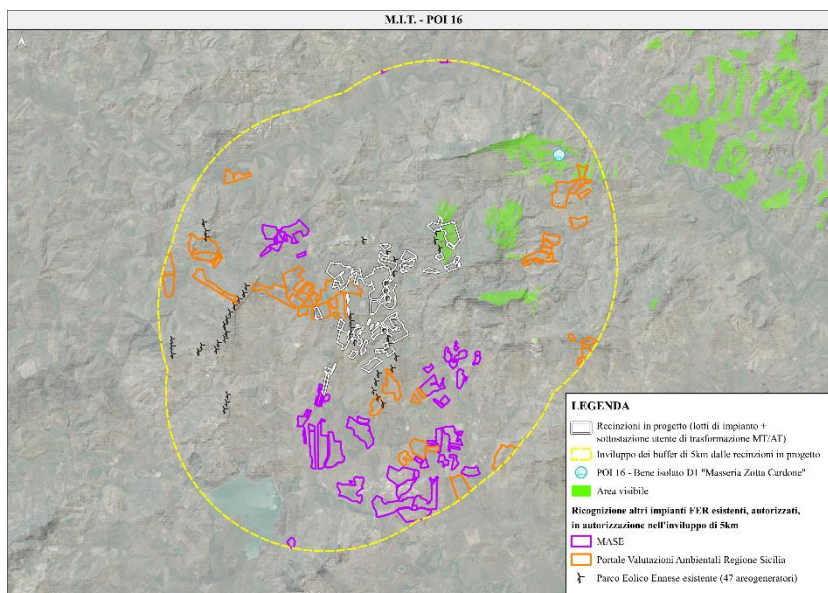 M.I.T. - POI 16
LEGENDA
Recinzioni in progetto (lotti di impianto +
sottostazione utente di trasformazione MT/AT)
Inviluppo dei buffer di 5km dalle recinzioni in progetto
POI 16 - Bene isolato D1 "Masseria Zotta Cardone"
Area visibile
Ricognizione altri impianti FER esistenti, autorizzati,
in autorizzazione nell'inviluppo di 5km
MASE
Portale Valutazioni Ambientali Regione Sicilia
Parco Eolico Ennese esistente (47 areogeneratori)